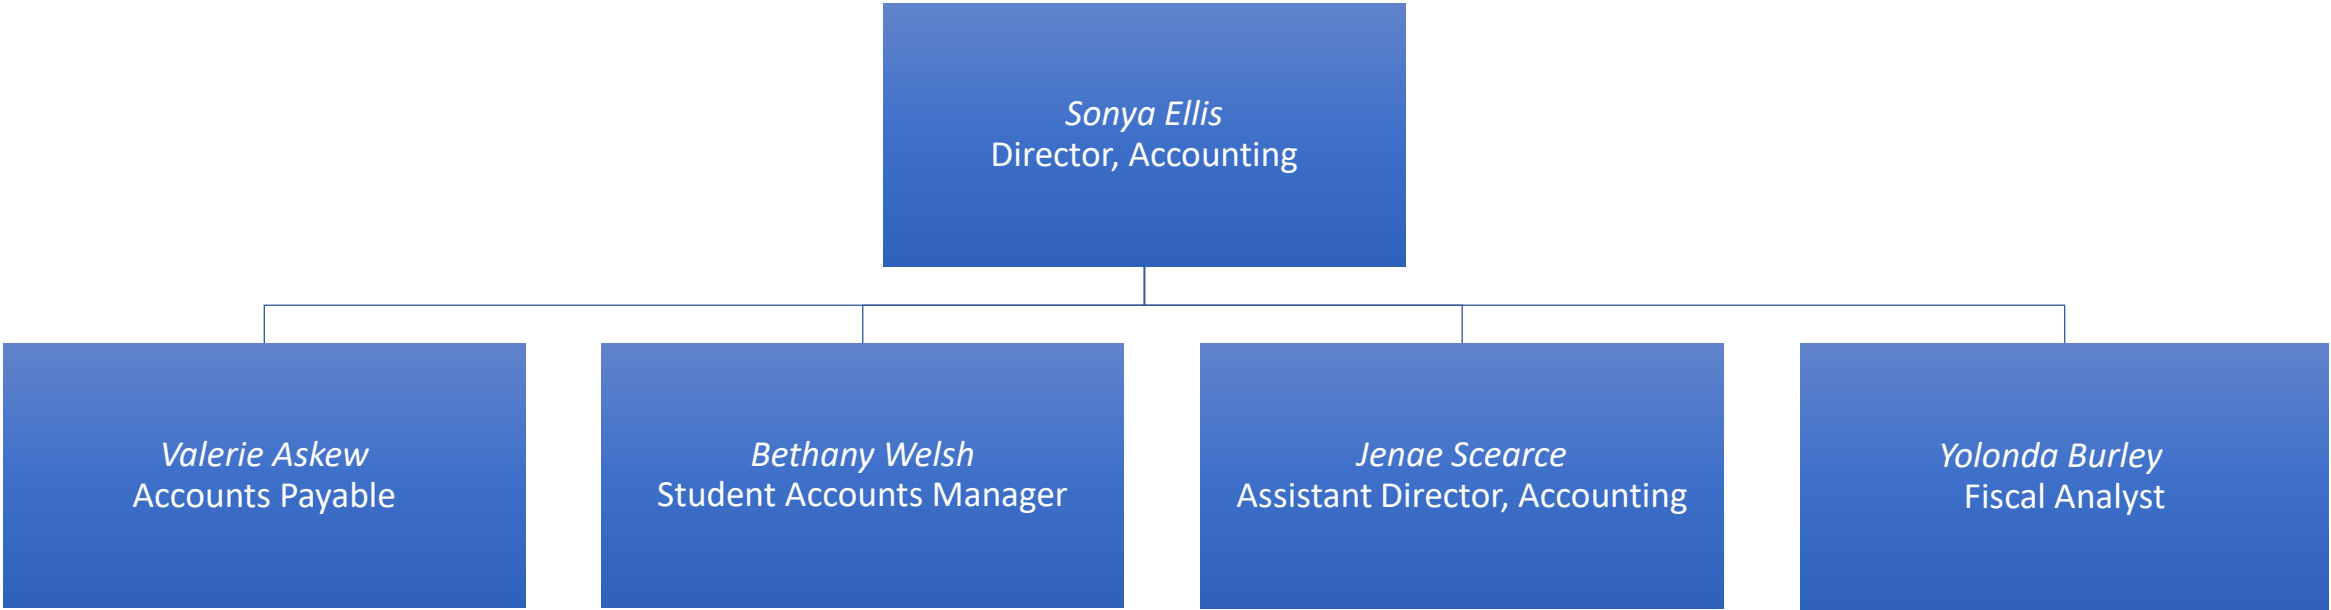 Sonya Ellis
Director, Accounting
Valerie Askew
Accounts Payable
Bethany Welsh
Student Accounts Manager
Jenae Scearce
Assistant Director, Accounting
Yolonda Burley
Fiscal Analyst